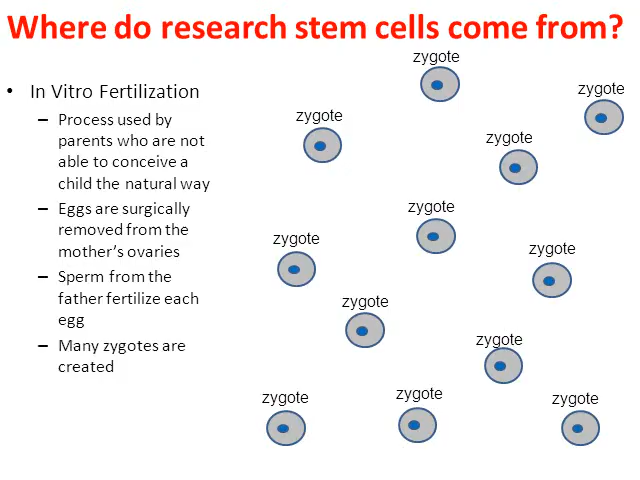 Where do research stem cells come from?
• In Vitro Fertilization
– Process used by
parents who are not
able to conceive a
child the natural way
– Eggs are surgically
removed from the
mother's ovaries
– Sperm from the
father fertilize each
egg
– Many zygotes are
created
zygote
zygote
zygote
zygote
zygote
zygote
zygote
zygote
zygote
zygote
zygote
zygote